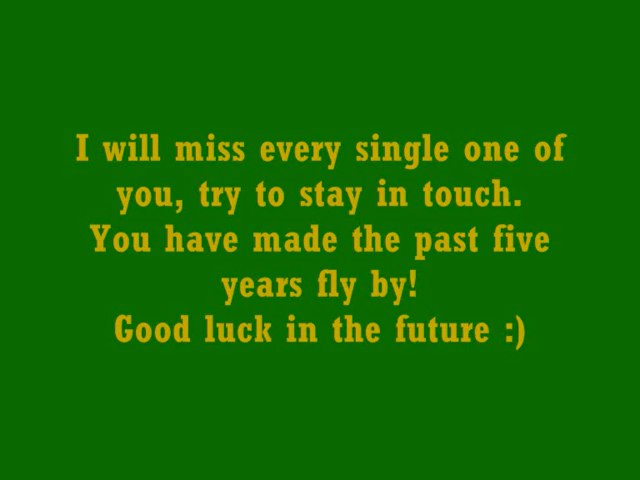 I will miss every single one of
you, try to stay in touch.
You have made the past five
years fly by!
Good luck in the future :)